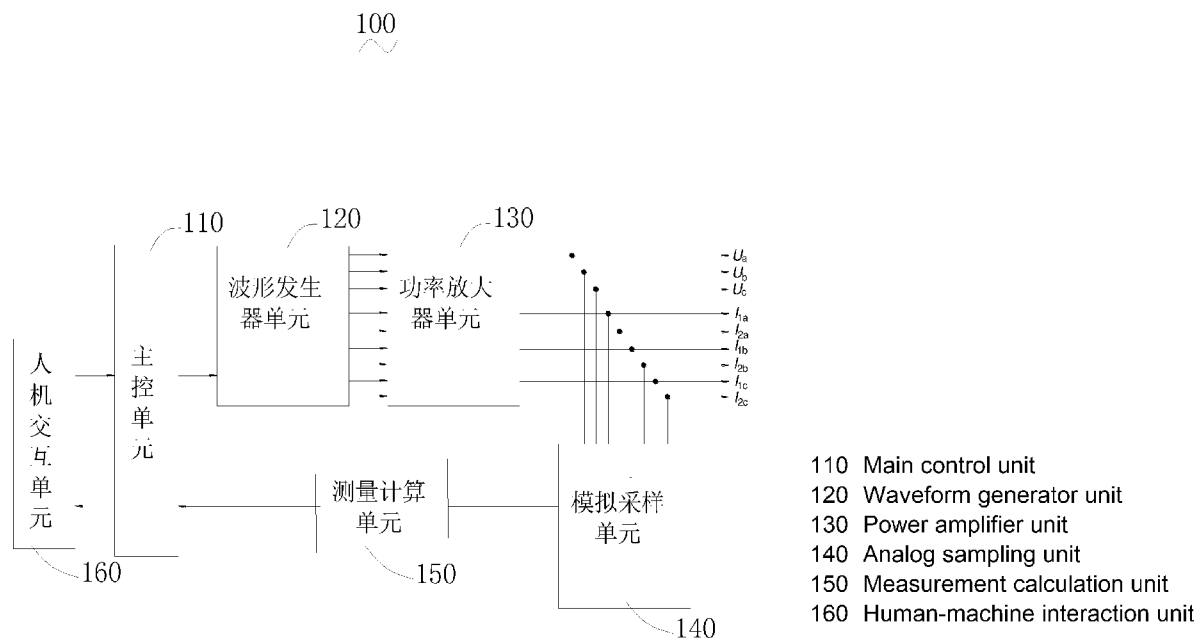 100
110
120
130
波形发生
器单元
功率放大
器单元
Ua
Ub
Uc
I1a
I2a
I1b
I2b
I1c
I2c
人机交互单元
主控单元
测量计算
单元
模拟采样
单元
160
150
140
110 Main control unit
120 Waveform generator unit
130 Power amplifier unit
140 Analog sampling unit
150 Measurement calculation unit
160 Human-machine interaction unit